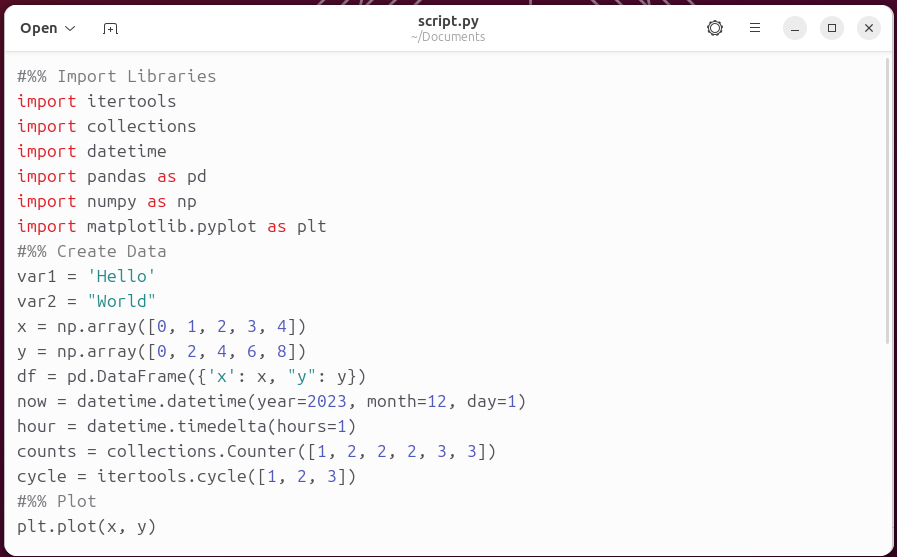 Open
script.py
~/Documents
#%% Import Libraries
import itertools
import collections
import datetime
import pandas as pd
import numpy as np
import matplotlib.pyplot as plt
#%% Create Data
var1 = 'Hello'
var2 = "World"
x = np.array([0, 1, 2, 3, 4])
y = np.array([0, 2, 4, 6, 8])
df = pd.DataFrame({'x': x, "y": y})
now = datetime.datetime(year=2023, month=12, day=1)
hour = datetime.timedelta(hours=1)
counts = collections.Counter([1, 2, 2, 2, 3, 3])
cycle = itertools.cycle([1, 2, 3])
#%% Plot
plt.plot(x, y)